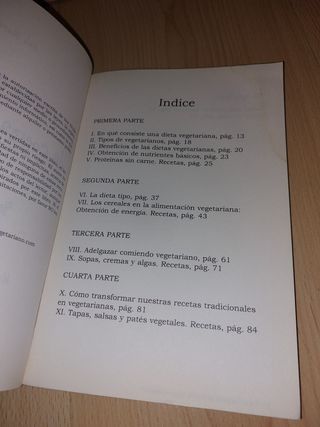 Indice
PRIMERA PARTE
I. En qué consiste una dieta vegetariana, pág. 13
II. Tipos de vegetarianos, pág. 18
III. Beneficios de las dietas vegetarianas, pág. 20
IV. Obtención de nutrientes básicos, pág. 23
V. Proteínas sin carne. Recetas, pág. 25
SEGUNDA PARTE
VI. La dieta tipo, pág. 37
VII. Los cereales en la alimentación vegetariana:
Obtención de energía. Recetas, pág. 43
TERCERA PARTE
VIII. Adelgazar comiendo vegetariano, pág. 61
IX. Sopas, cremas y algas. Recetas, pág. 71
CUARTA PARTE
X. Cómo transformar nuestras recetas tradicionales
en vegetarianas, pág. 81
XI. Tapas, salsas y patés vegetales. Recetas, pág. 84